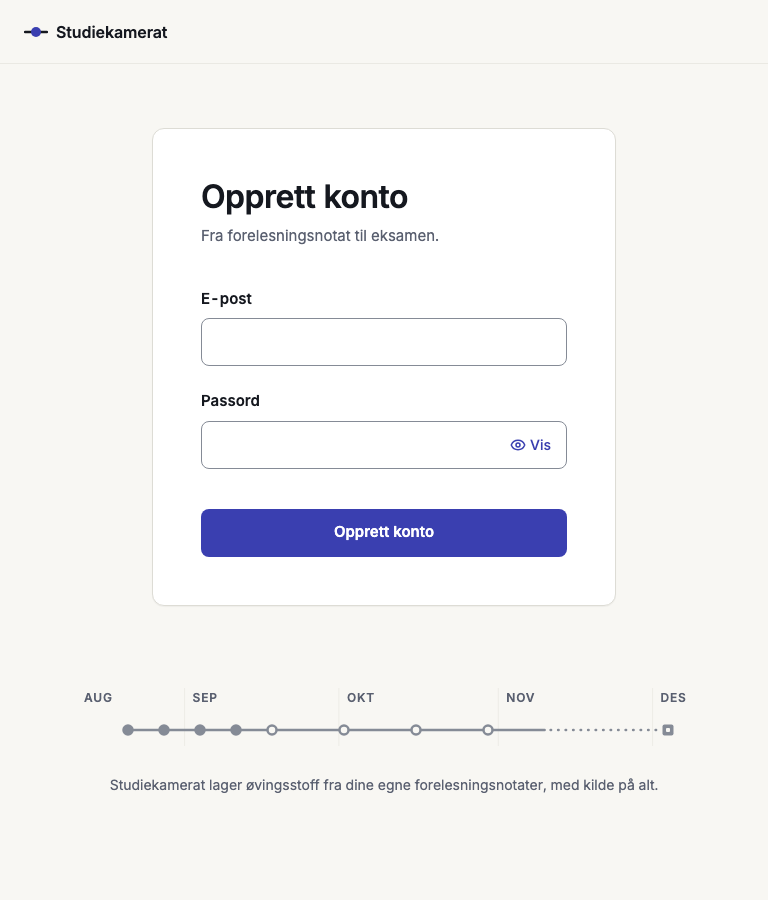 Studiekamerat
Opprett konto
Fra forelesningsnotat til eksamen.
E-post
Passord
Vis
Opprett konto
AUG SEP OKT NOV DES
Studiekamerat lager øvingsstoff fra dine egne forelesningsnotater, med kilde på alt.